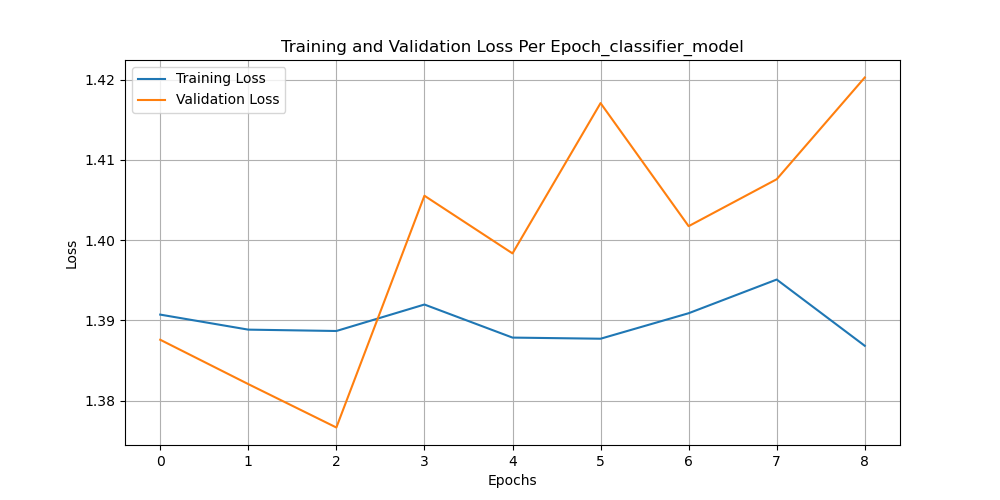 Training and Validation Loss Per Epoch_classifier_model
Training Loss
Validation Loss
1.42
1.41
1.40
1.39
1.38
Loss
0 1 2 3 4 5 6 7 8
Epochs